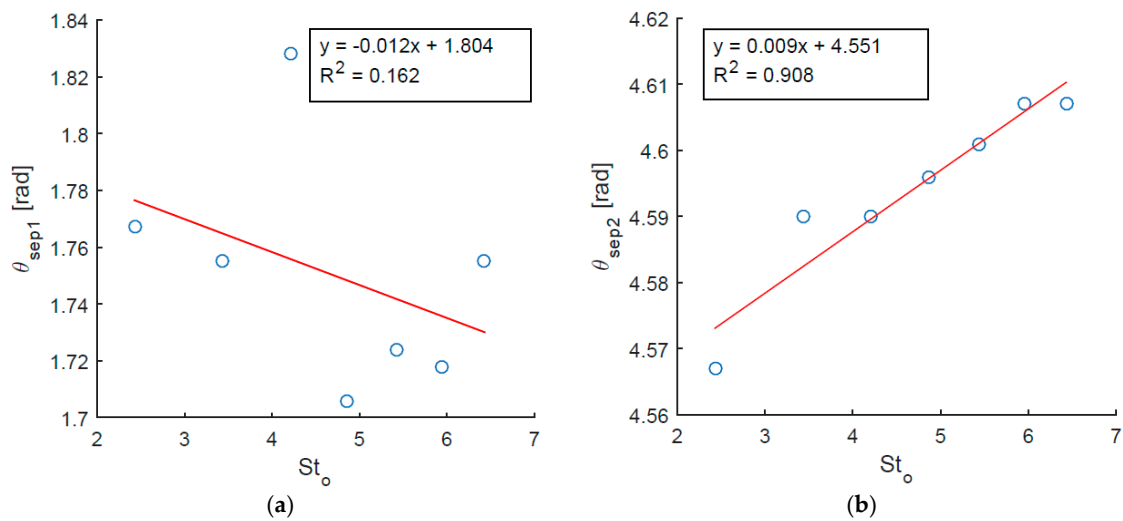 1.84
1.82
1.8
1.78
1.76
1.74
1.72
1.7
θsep1 [rad]
y = -0.012x + 1.804
R2 = 0.162
2 3 4 5 6 7
Sto
(a)
4.62
4.61
4.6
4.59
4.58
4.57
4.56
θsep2 [rad]
y = 0.009x + 4.551
R2 = 0.908
2 3 4 5 6 7
Sto
(b)